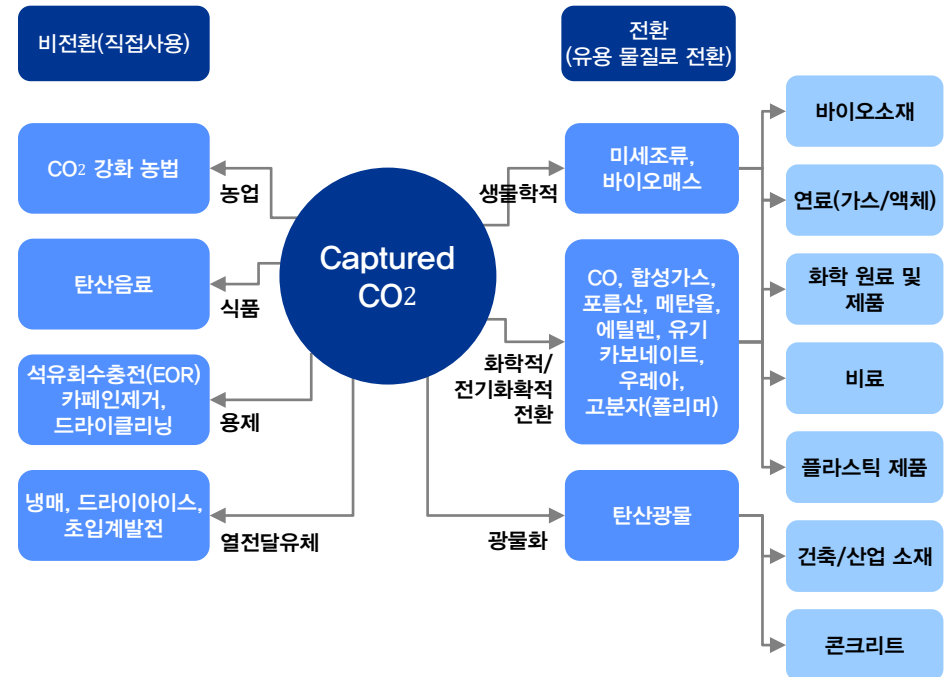 비전환(직접사용)
전환
(유용 물질로 전환)
CO2 강화 농법
농업
탄산음료
식품
석유회수충전(EOR)
카페인제거,
드라이클리닝
용제
냉매, 드라이아이스,
초입계발전
열전달유체
Captured
CO2
생물학적
미세조류,
바이오매스
화학적/
전기화확적
전환
CO, 합성가스,
포름산, 메탄올,
에틸렌, 유기
카보네이트,
우레아,
고분자(폴리머)
광물화
탄산광물
바이오소재
연료(가스/액체)
화학 원료 및
제품
비료
플라스틱 제품
건축/산업 소재
콘크리트